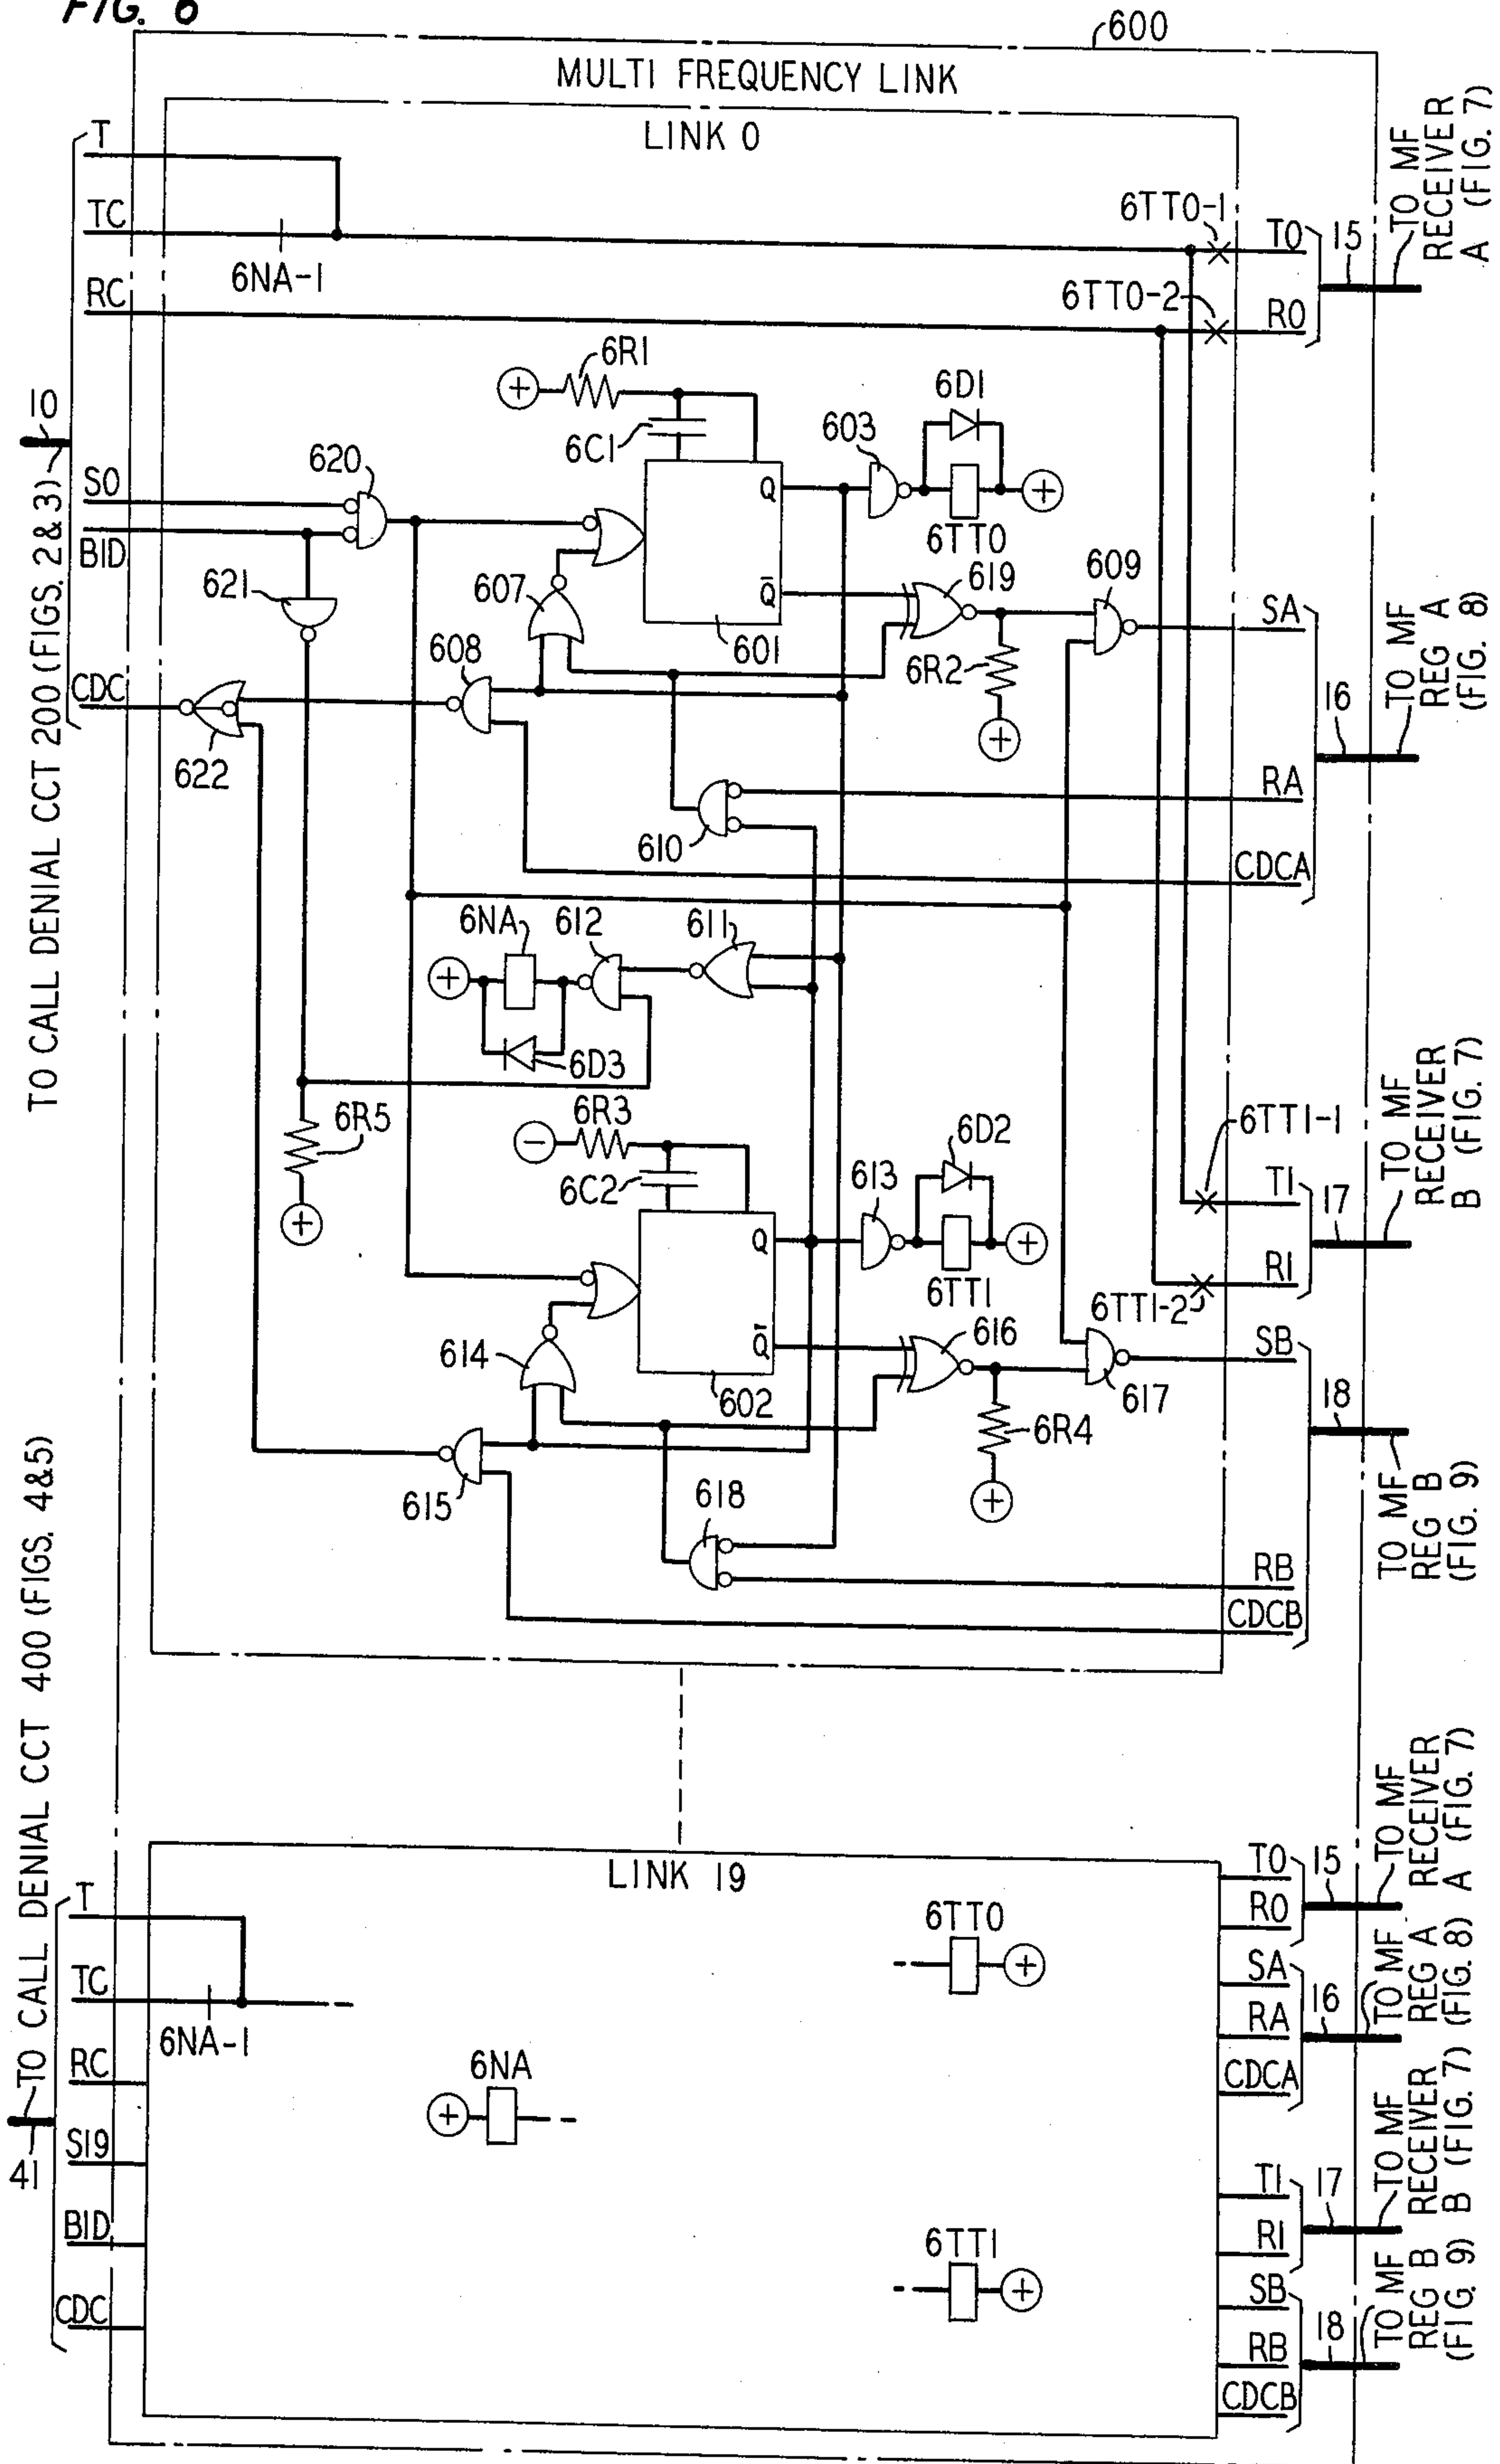 FIG. 6
600
MULTI FREQUENCY LINK
LINK 0
T
TC
6NA-1
RC
6TT0-1
T0
15
6TT0-2
R0
TO MF
RECEIVER
A (FIG. 7)
10
TO CALL DENIAL CCT 200 (FIGS. 2&3)
6R1
6C1
603
6D1
S0
620
Q
6TT0
BID
621
607
Q̅
619
609
SA
601
608
6R2
CDC
622
16
TO MF
REG A
(FIG. 8)
610
RA
CDCA
6NA
612
611
6D3
6R5
6R3
6C2
613
6D2
6TT1-1
T1
17
TO MF
RECEIVER
B (FIG. 7)
Q
6TT1
R1
6TT1-2
614
Q̅
616
SB
602
617
18
6R4
615
618
TO MF
REG B
(FIG. 9)
RB
CDCB
TO CALL DENIAL CCT 400 (FIGS. 4&5)
LINK 19
T
TC
6NA-1
RC
41
S19
BID
CDC
6TT0
6NA
6TT1
T0
15
R0
TO MF
RECEIVER
A (FIG. 7)
SA
RA
16
CDCA
TO MF
REG A
(FIG. 8)
T1
17
R1
TO MF
RECEIVER
B (FIG. 7)
SB
RB
18
CDCB
TO MF
REG B
(FIG. 9)